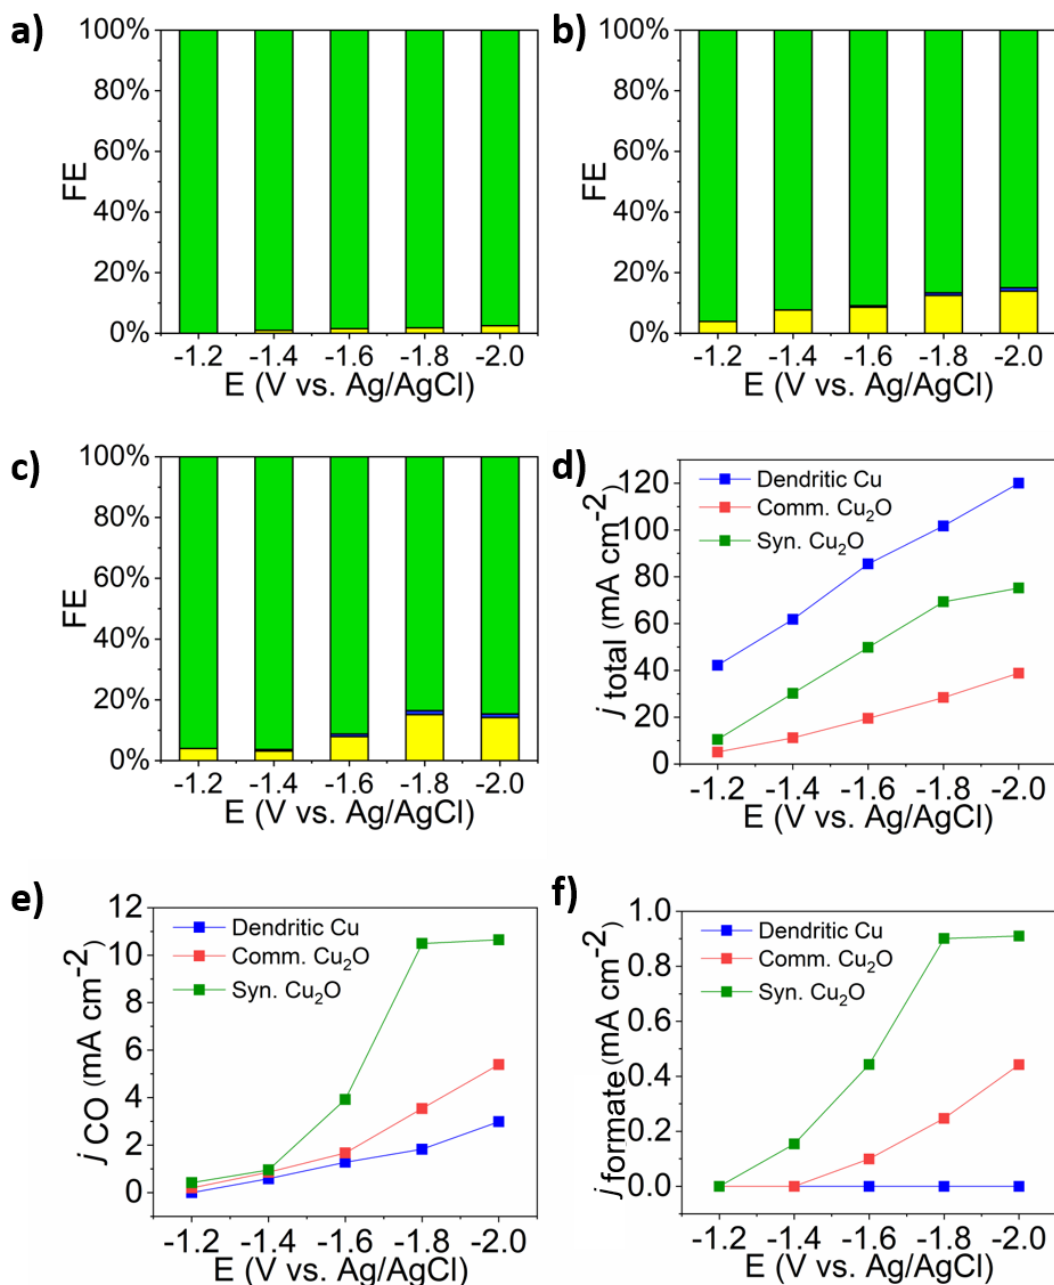 a)
100%
80%
60%
40%
20%
0%
FE
-1.2 -1.4 -1.6 -1.8 -2.0
E (V vs. Ag/AgCl)
b)
100%
80%
60%
40%
20%
0%
FE
-1.2 -1.4 -1.6 -1.8 -2.0
E (V vs. Ag/AgCl)
c)
100%
80%
60%
40%
20%
0%
FE
-1.2 -1.4 -1.6 -1.8 -2.0
E (V vs. Ag/AgCl)
d)
Dendritic Cu
Comm. Cu₂O
Syn. Cu₂O
120
100
80
60
40
20
0
j total (mA cm⁻²)
-1.2 -1.4 -1.6 -1.8 -2.0
E (V vs. Ag/AgCl)
e)
Dendritic Cu
Comm. Cu₂O
Syn. Cu₂O
12
10
8
6
4
2
0
j CO (mA cm⁻²)
-1.2 -1.4 -1.6 -1.8 -2.0
E (V vs. Ag/AgCl)
f)
Dendritic Cu
Comm. Cu₂O
Syn. Cu₂O
1.0
0.8
0.6
0.4
0.2
0.0
j formate (mA cm⁻²)
-1.2 -1.4 -1.6 -1.8 -2.0
E (V vs. Ag/AgCl)